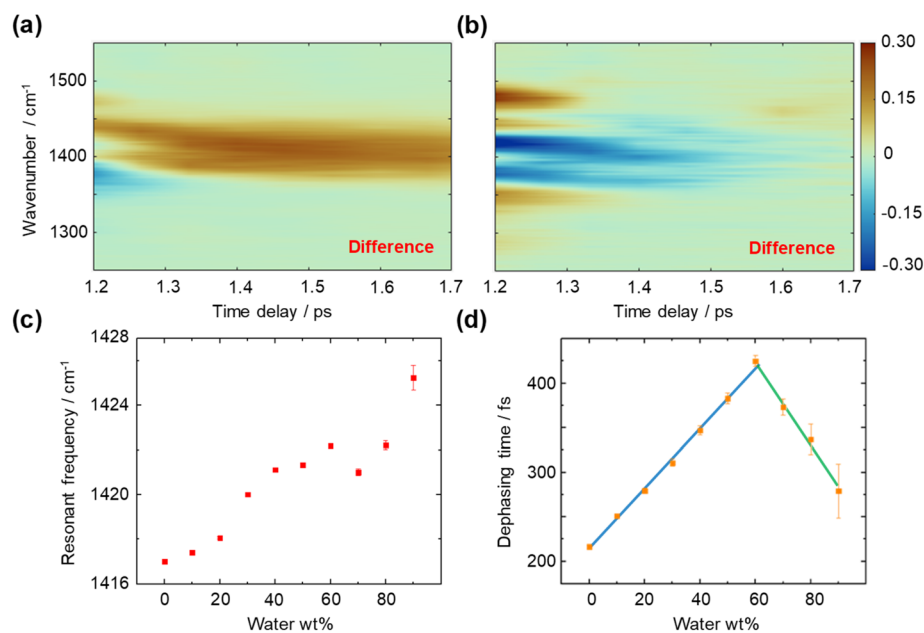 (a)
(b)
Wavenumber / cm-1
1500
1400
1300
Difference
Difference
0.30
0.15
0
-0.15
-0.30
1.2 1.3 1.4 1.5 1.6 1.7
1.2 1.3 1.4 1.5 1.6 1.7
Time delay / ps
Time delay / ps
(c)
(d)
Resonant frequency / cm-1
1428
1424
1420
1416
0 20 40 60 80
Water wt%
Dephasing time / fs
400
300
200
0 20 40 60 80
Water wt%